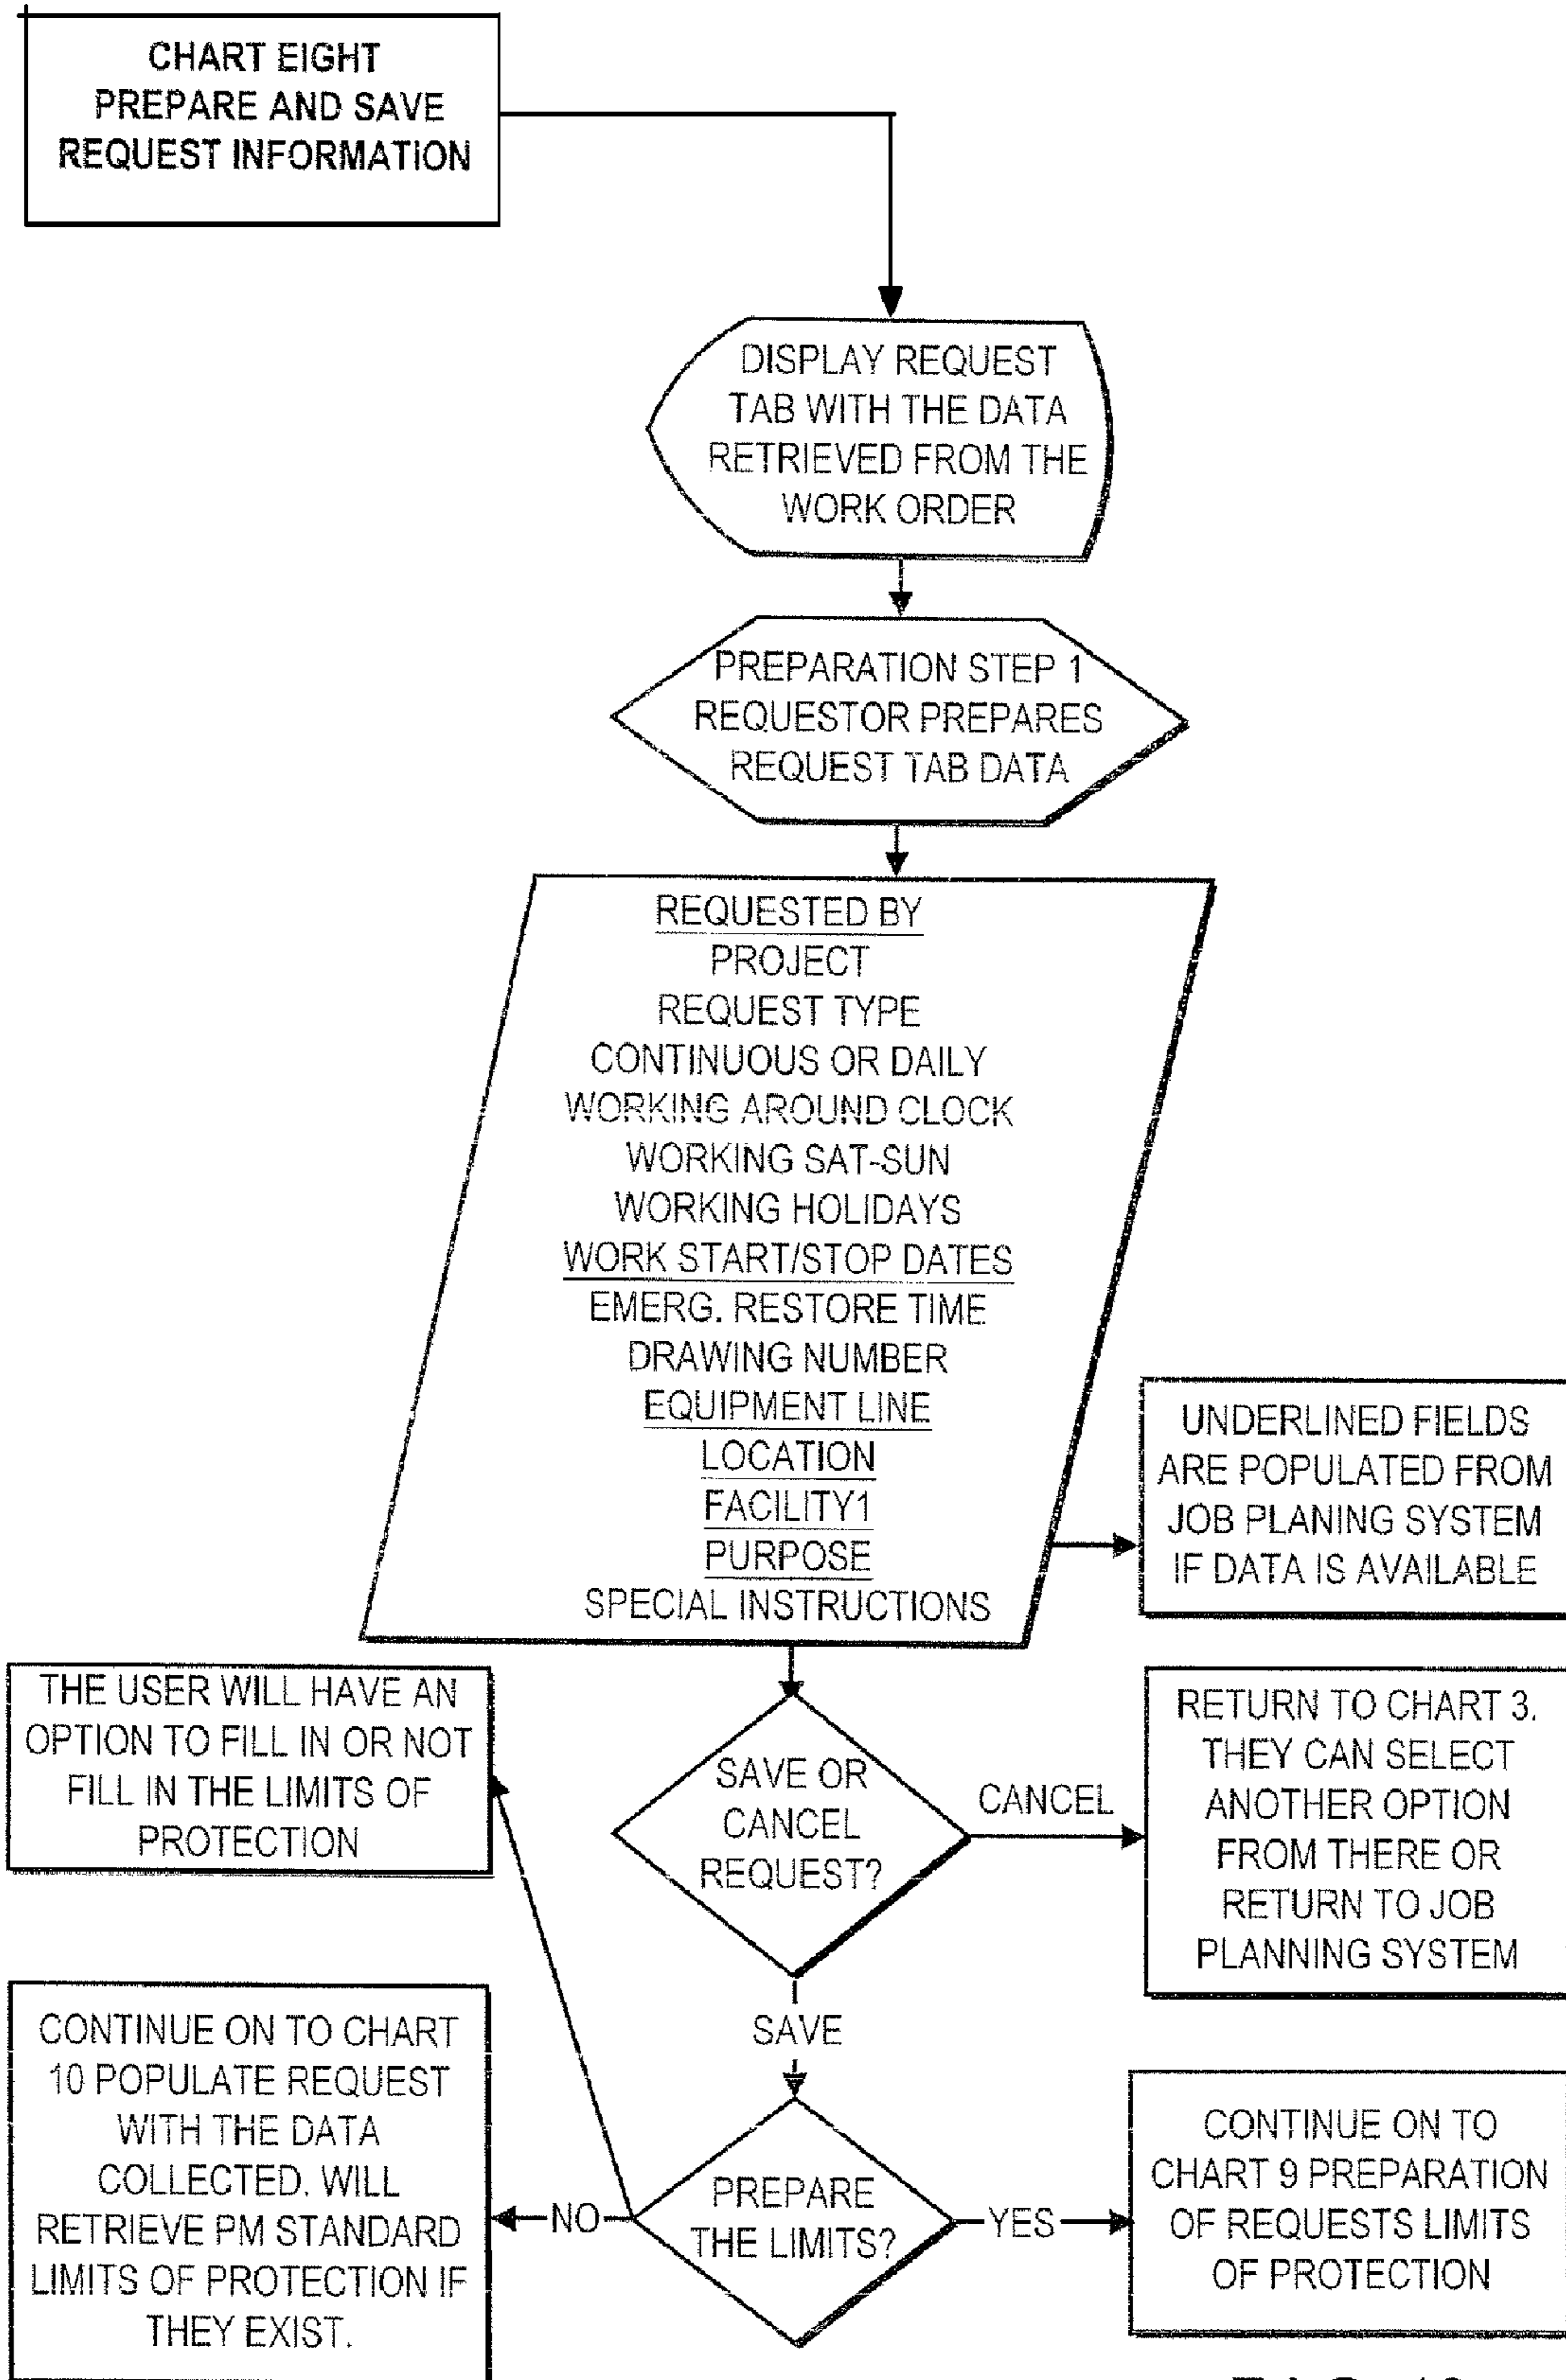 CHART EIGHT
PREPARE AND SAVE
REQUEST INFORMATION
DISPLAY REQUEST
TAB WITH THE DATA
RETRIEVED FROM THE
WORK ORDER
PREPARATION STEP 1
REQUESTOR PREPARES
REQUEST TAB DATA
REQUESTED BY
PROJECT
REQUEST TYPE
CONTINUOUS OR DAILY
WORKING AROUND CLOCK
WORKING SAT-SUN
WORKING HOLIDAYS
WORK START/STOP DATES
EMERG. RESTORE TIME
DRAWING NUMBER
EQUIPMENT LINE
LOCATION
FACILITY1
PURPOSE
SPECIAL INSTRUCTIONS
UNDERLINED FIELDS
ARE POPULATED FROM
JOB PLANING SYSTEM
IF DATA IS AVAILABLE
THE USER WILL HAVE AN
OPTION TO FILL IN OR NOT
FILL IN THE LIMITS OF
PROTECTION
SAVE OR
CANCEL
REQUEST?
CANCEL
RETURN TO CHART 3.
THEY CAN SELECT
ANOTHER OPTION
FROM THERE OR
RETURN TO JOB
PLANNING SYSTEM
SAVE
CONTINUE ON TO CHART
10 POPULATE REQUEST
WITH THE DATA
COLLECTED. WILL
RETRIEVE PM STANDARD
LIMITS OF PROTECTION IF
THEY EXIST.
NO
PREPARE
THE LIMITS?
YES
CONTINUE ON TO
CHART 9 PREPARATION
OF REQUESTS LIMITS
OF PROTECTION